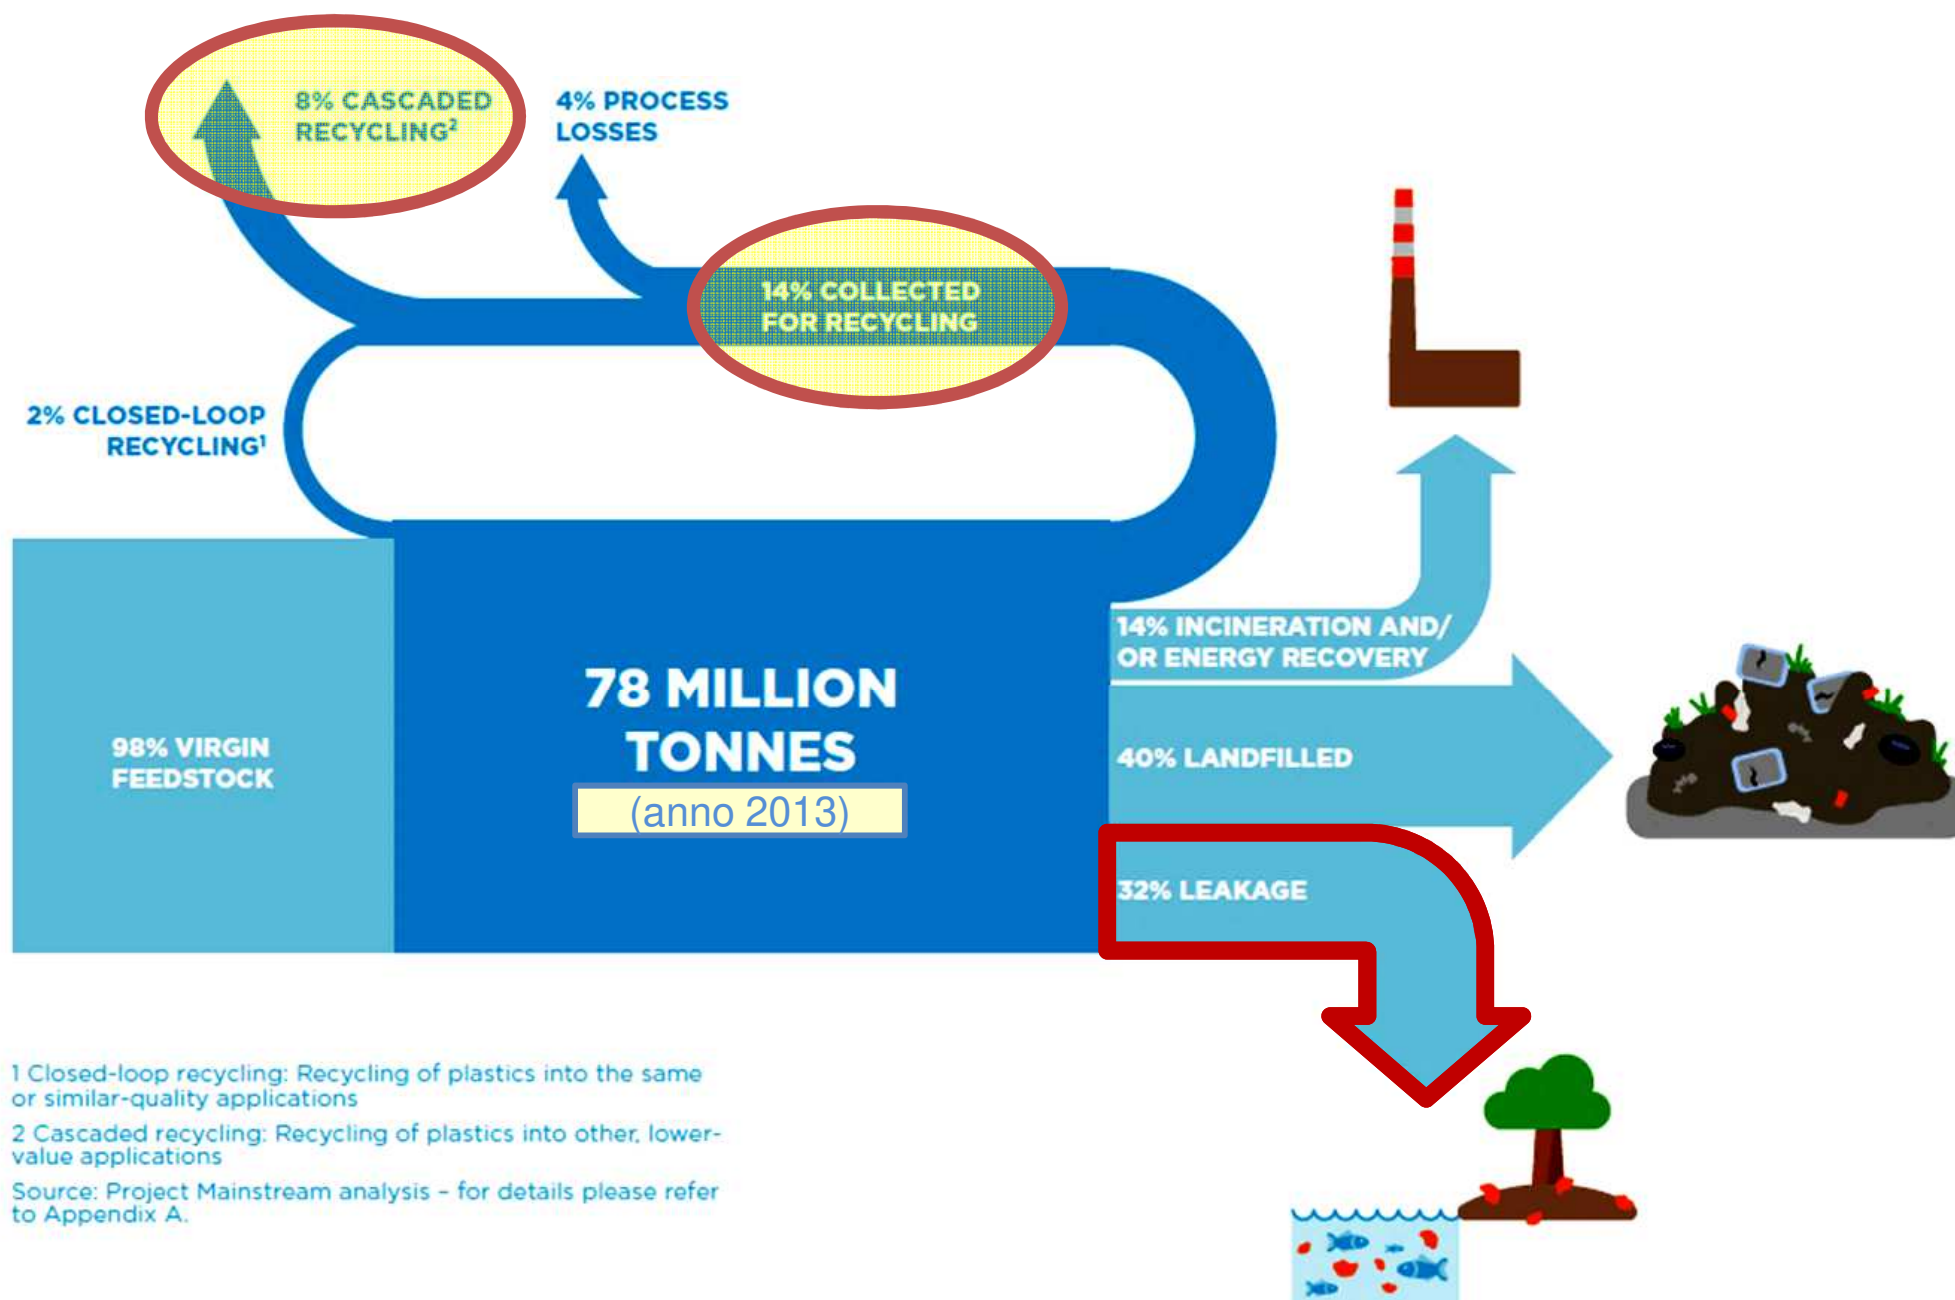 8% CASCADED
RECYCLING²
4% PROCESS
LOSSES
14% COLLECTED
FOR RECYCLING
2% CLOSED-LOOP
RECYCLING¹
14% INCINERATION AND/
OR ENERGY RECOVERY
78 MILLION
TONNES
(anno 2013)
98% VIRGIN
FEEDSTOCK
40% LANDFILLED
32% LEAKAGE
1 Closed-loop recycling: Recycling of plastics into the same
or similar-quality applications
2 Cascaded recycling: Recycling of plastics into other, lower-
value applications
Source: Project Mainstream analysis – for details please refer
to Appendix A.